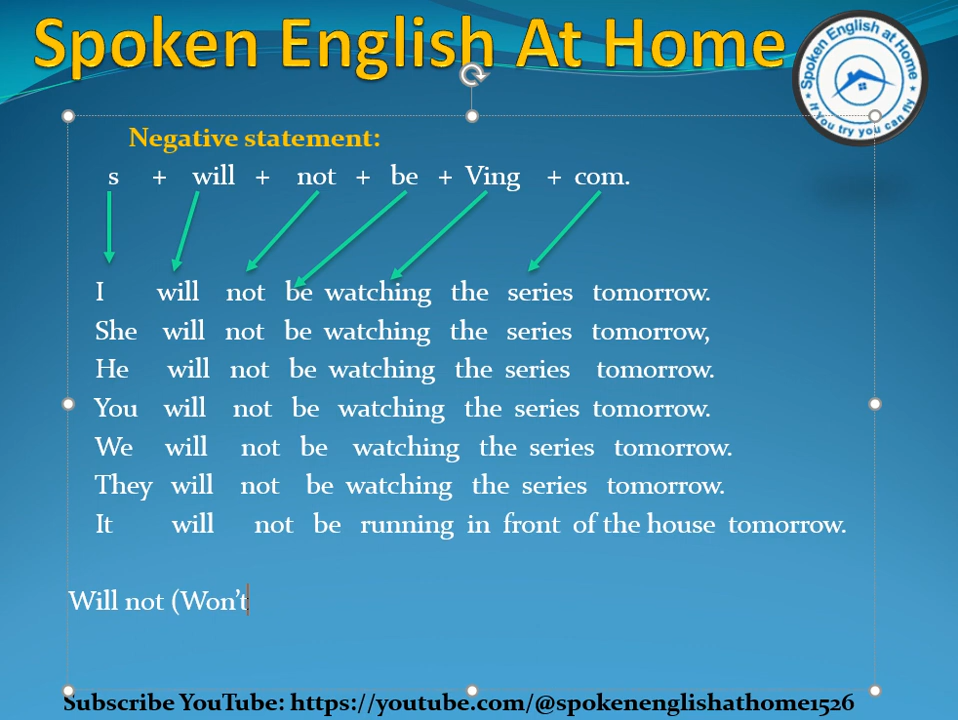 Spoken English At Home
Spoken English at Home
If You try you can fly
Negative statement:
s + will + not + be + Ving + com.
I will not be watching the series tomorrow.
She will not be watching the series tomorrow,
He will not be watching the series tomorrow.
You will not be watching the series tomorrow.
We will not be watching the series tomorrow.
They will not be watching the series tomorrow.
It will not be running in front of the house tomorrow.
Will not (Won't
Subscribe YouTube: https://youtube.com/@spokenenglishathome1526